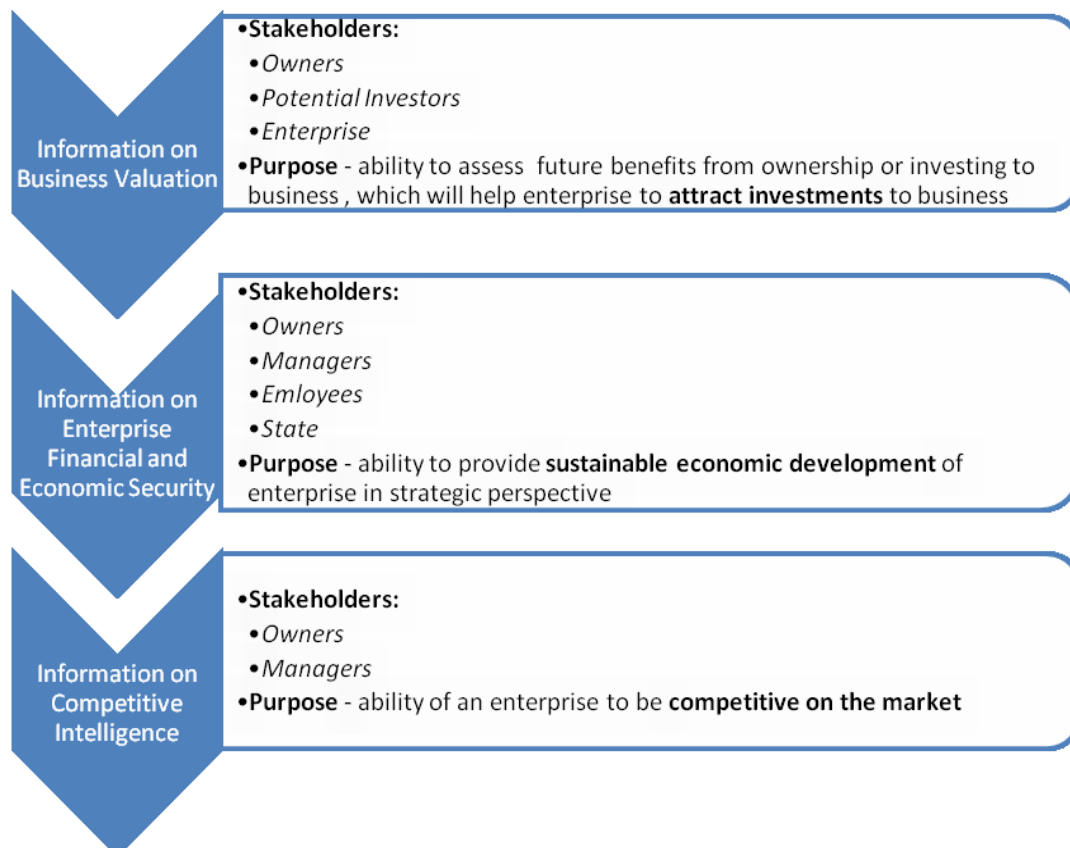 Information on
Business Valuation
•Stakeholders:
•Owners
•Potential Investors
•Enterprise
•Purpose - ability to assess future benefits from ownership or investing to
business , which will help enterprise to attract investments to business
Information on
Enterprise
Financial and
Economic Security
•Stakeholders:
•Owners
•Managers
•Emloyees
•State
•Purpose - ability to provide sustainable economic development of
enterprise in strategic perspective
Information on
Competitive
Intelligence
•Stakeholders:
•Owners
•Managers
•Purpose - ability of an enterprise to be competitive on the market